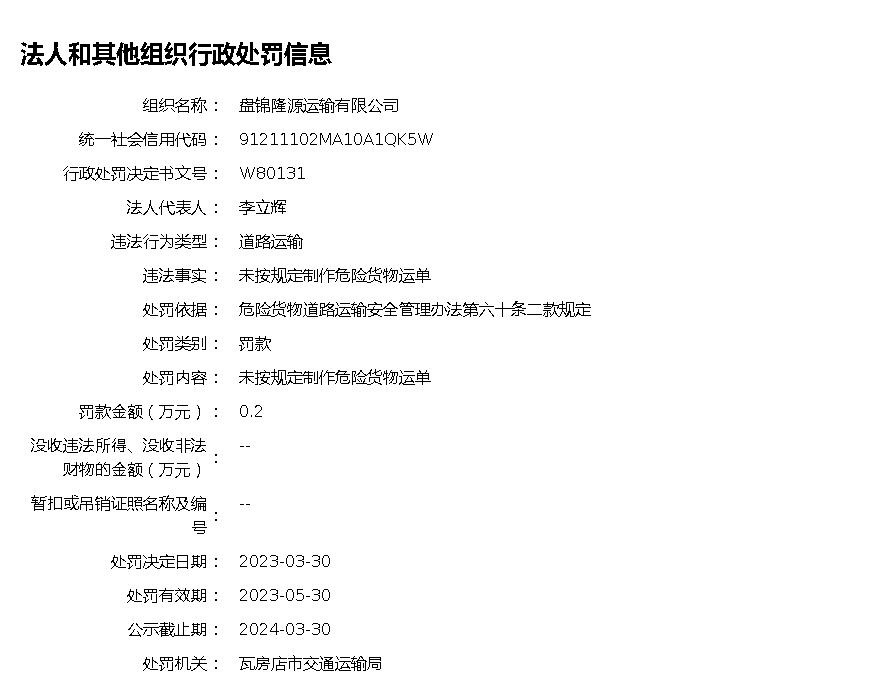 法人和其他组织行政处罚信息
组织名称： 盘锦隆源运输有限公司
统一社会信用代码： 91211102MA10A1QK5W
行政处罚决定书文号： W80131
法人代表人： 李立辉
违法行为类型： 道路运输
违法事实： 未按规定制作危险货物运单
处罚依据： 危险货物道路运输安全管理办法第六十条二款规定
处罚类别： 罚款
处罚内容： 未按规定制作危险货物运单
罚款金额（万元）： 0.2
没收违法所得、没收非法
财物的金额（万元）： --
暂扣或吊销证照名称及编
号： --
处罚决定日期： 2023-03-30
处罚有效期： 2023-05-30
公示截止期： 2024-03-30
处罚机关： 瓦房店市交通运输局